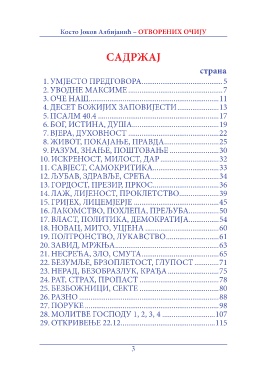 Косто Јоков Албијанић – ОТВОРЕНИХ ОЧИЈУ
САДРЖАЈ
страна
1. УМЈЕСТО ПРЕДГОВОРА 5
2. УВОДНЕ МАКСИМЕ 7
3. ОЧЕ НАШ 11
4. ДЕСЕТ БОЖИЈИХ ЗАПОВИЈЕСТИ 13
5. ПСАЛМ 40.4 17
6. БОГ, ИСТИНА, ДУША 19
7. ВЈЕРА, ДУХОВНОСТ 22
8. ЖИВОТ, ПОКАЈАЊЕ, ПРАВДА 25
9. РАЗУМ, ЗНАЊЕ, ПОШТОВАЊЕ 30
10. ИСКРЕНОСТ, МИЛОСТ, ДАР 32
11. САВЈЕСТ, САМОКРИТИКА 33
12. ЉУБАВ, ЗДРАВЉЕ, СРЕЋА 34
13. ГОРДОСТ, ПРЕЗИР, ПРКОС 36
14. ЛАЖ, ЛИЈЕНОСТ, ПРОКЛЕТСТВО 39
15. ГРИЈЕХ, ЛИЦЕМЈЕРЈЕ 45
16. ЛАКОМСТВО, ПОХЛЕПА, ПРЕЉУБА 50
17. ВЛАСТ, ПОЛИТИКА, ДЕМОКРАТИЈА 54
18. НОВАЦ, МИТО, УЦЈЕНА 60
19. ПОЛТРОНСТВО, ЛУКАВСТВО 61
20. ЗАВИД, МРЖЊА 63
21. НЕСРЕЋА, ЗЛО, СМУТА 65
22. БЕЗУМЉЕ, БРЗОПЛЕТОСТ, ГЛУПОСТ 71
23. НЕРАД, БЕЗОБРАЗЛУК, КРАЂА 75
24. РАТ, СТРАХ, ПРОПАСТ 78
25. БЕЗБОЖНИЦИ, СЕКТЕ 80
26. РАЗНО 88
27. ПОРУКЕ 98
28. МОЛИТВЕ ГОСПОДУ 1, 2, 3, 4 107
29. ОТКРИВЕЊЕ 22.12 115
3